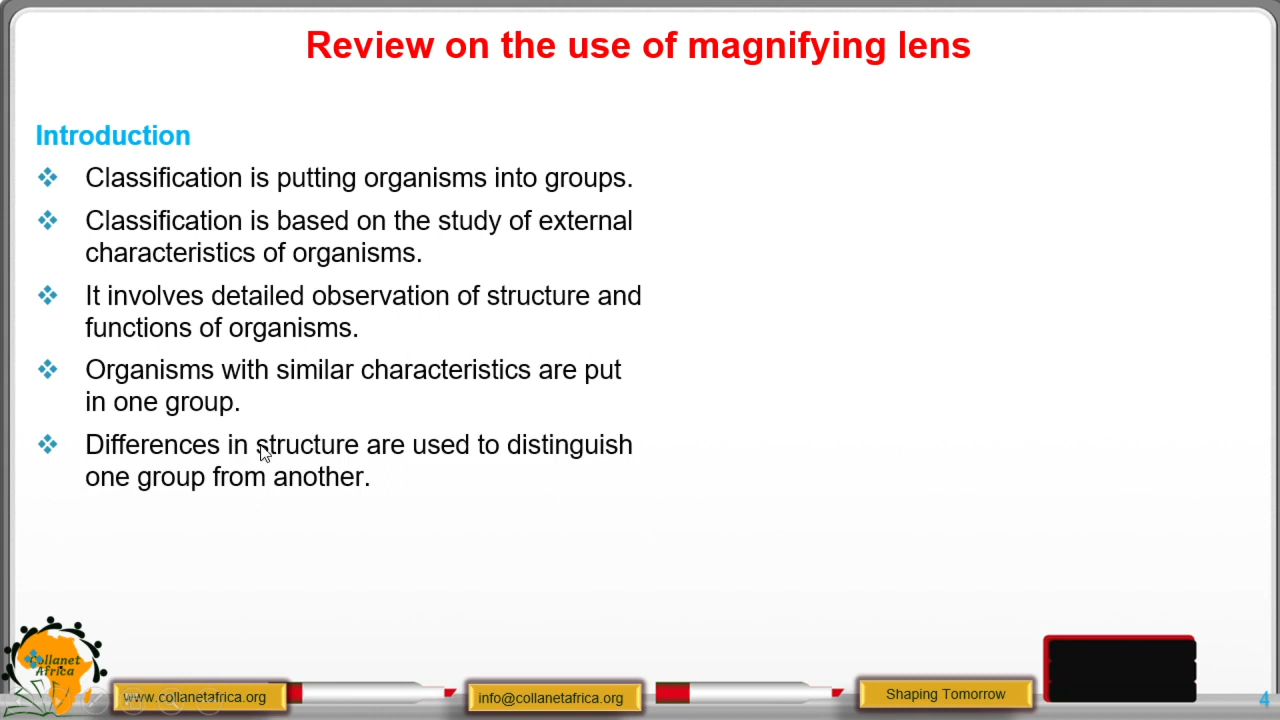 Review on the use of magnifying lens
Introduction
Classification is putting organisms into groups.
Classification is based on the study of external
characteristics of organisms.
It involves detailed observation of structure and
functions of organisms.
Organisms with similar characteristics are put
in one group.
Differences in structure are used to distinguish
one group from another.
Collanet
Africa
www.collanetafrica.org
info@collanetafrica.org
Shaping Tomorrow
4